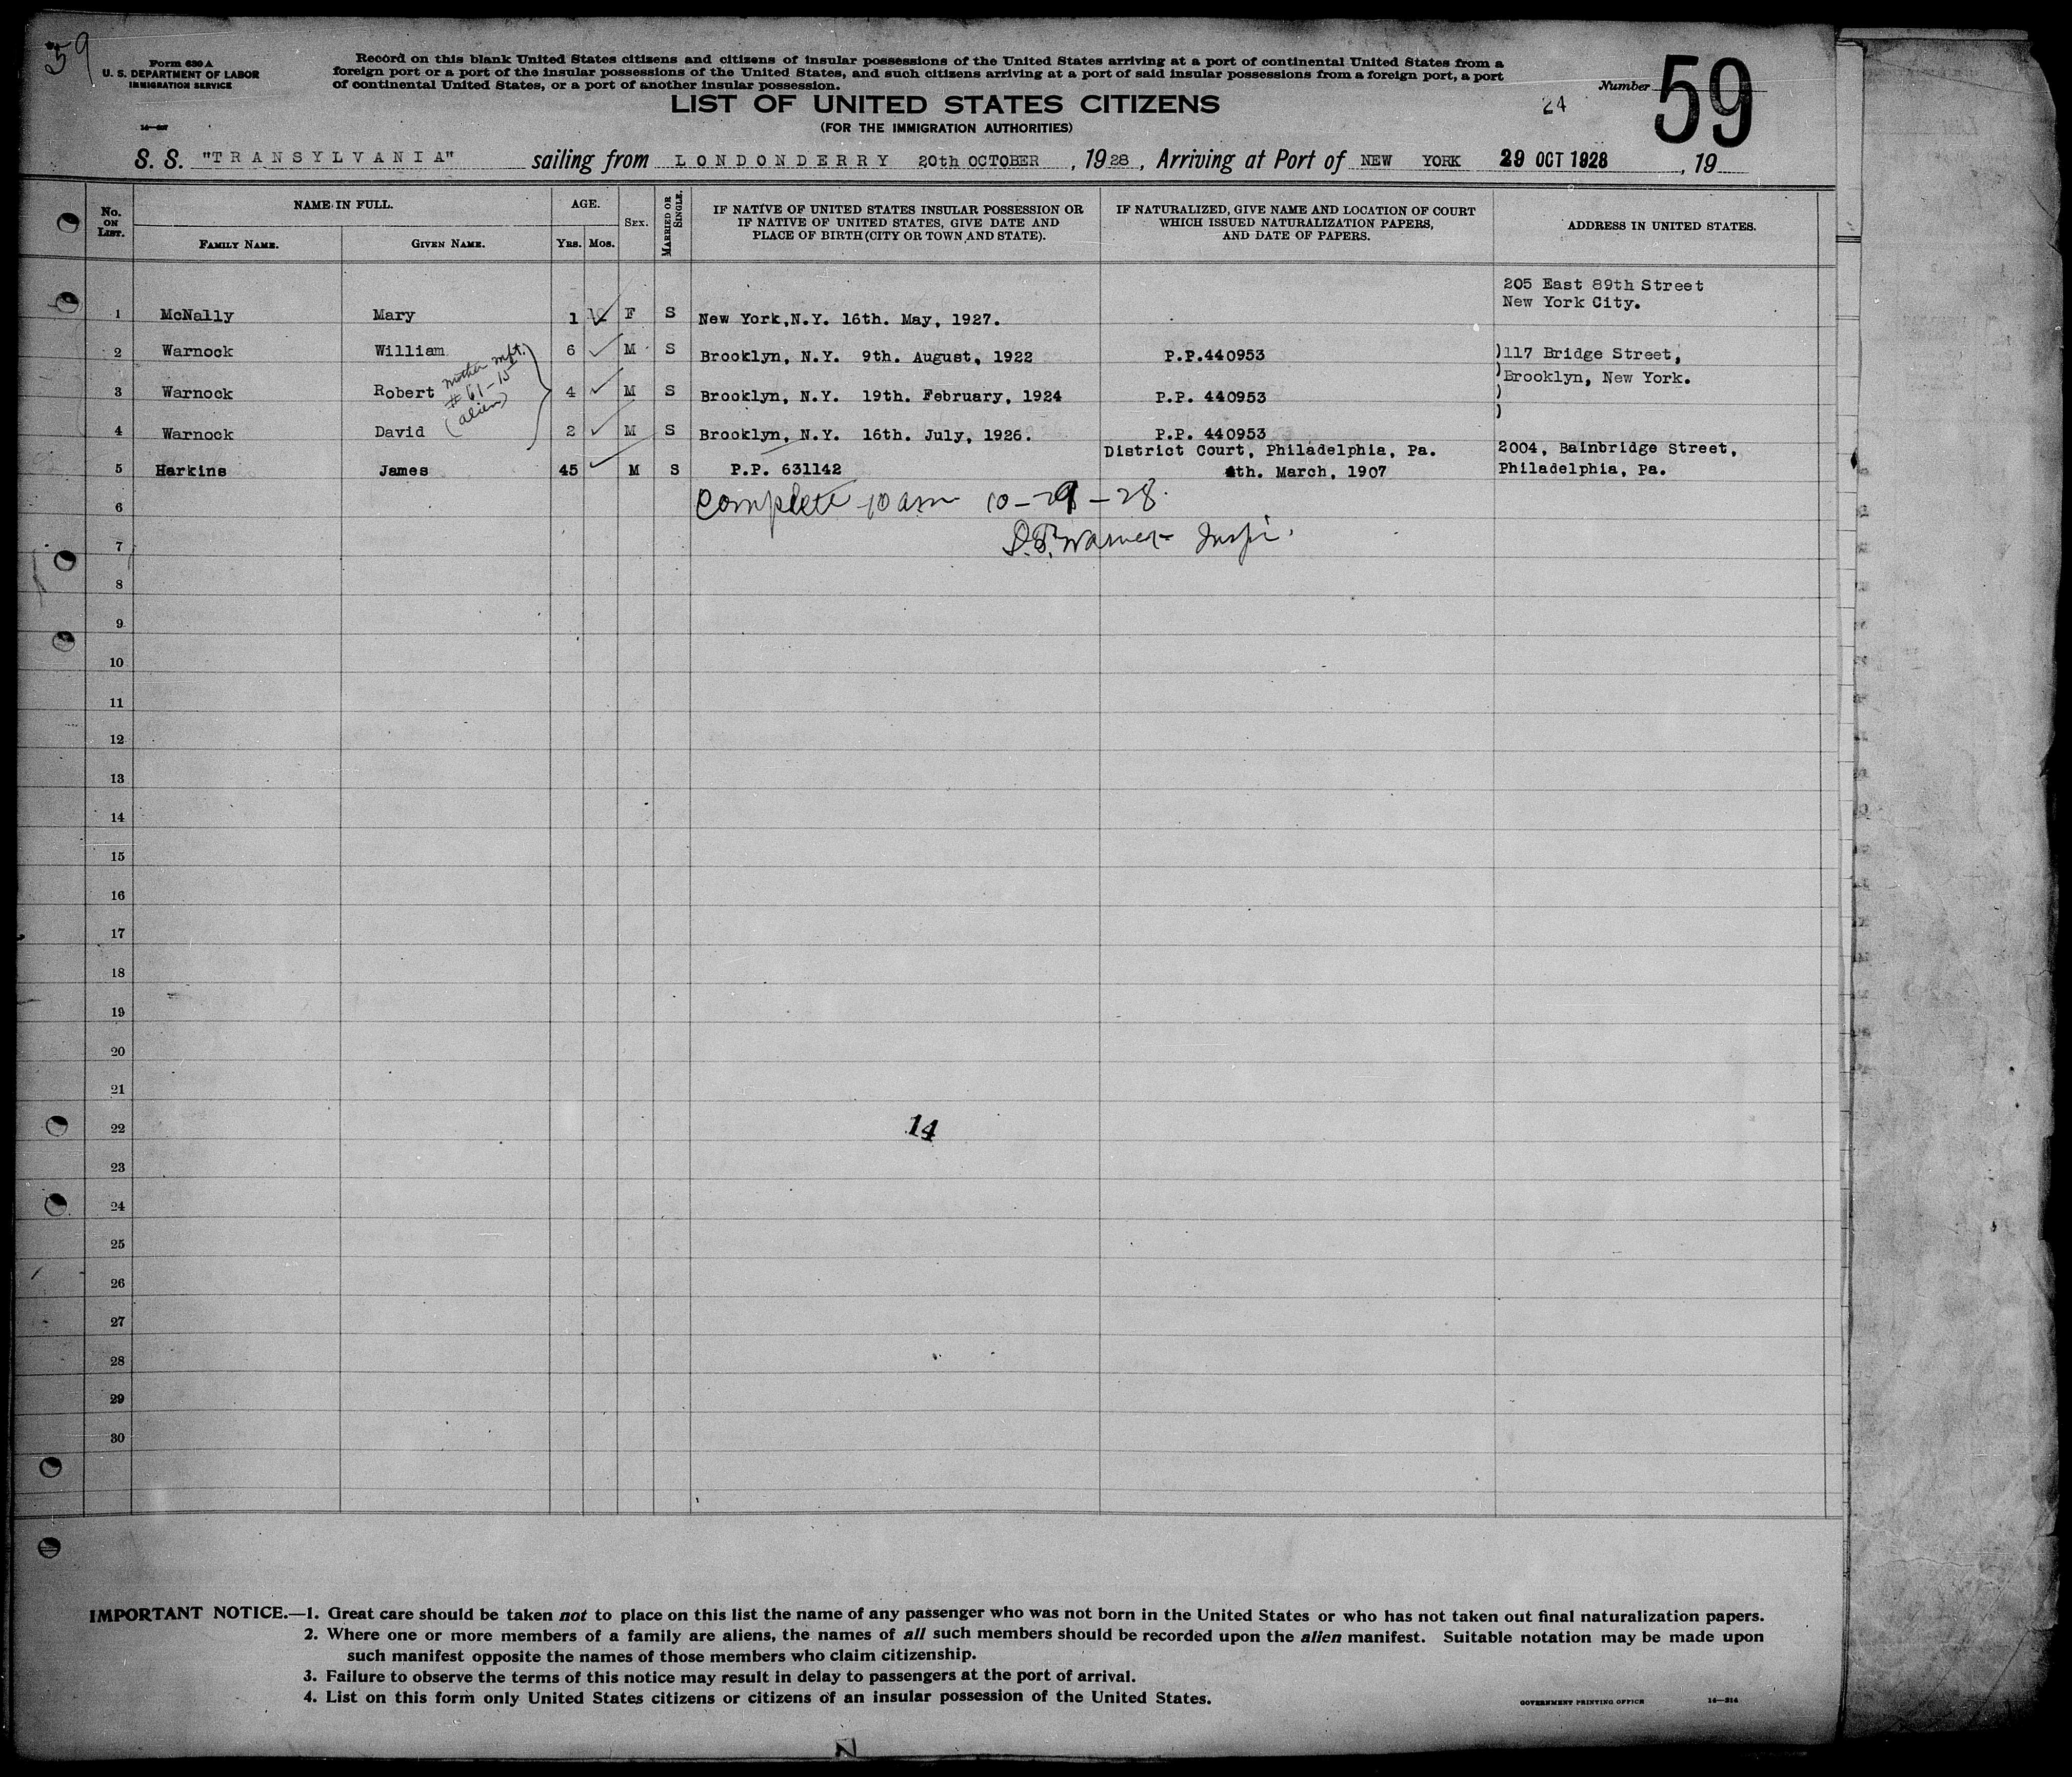 59
Form 630 A
U. S. DEPARTMENT OF LABOR
IMMIGRATION SERVICE
Record on this blank United States citizens and citizens of insular possessions of the United States arriving at a port of continental United States from a
foreign port or a port of the insular possessions of the United States, and such citizens arriving at a port of said insular possessions from a foreign port, a port
of continental United States, or a port of another insular possession.
LIST OF UNITED STATES CITIZENS
(FOR THE IMMIGRATION AUTHORITIES)
24
Number 59
S. S. "TRANSYLVANIA" sailing from LONDONDERRY 20th OCTOBER, 1928, Arriving at Port of NEW YORK 29 OCT 1928, 19
No. ON LIST. NAME IN FULL. AGE. SEX. MARRIED OR SINGLE. IF NATIVE OF UNITED STATES INSULAR POSSESSION OR IF NATIVE OF UNITED STATES, GIVE DATE AND PLACE OF BIRTH (CITY OR TOWN AND STATE). IF NATURALIZED, GIVE NAME AND LOCATION OF COURT WHICH ISSUED NATURALIZATION PAPERS, AND DATE OF PAPERS. ADDRESS IN UNITED STATES.
FAMILY NAME. GIVEN NAME. YRS. MOS.
205 East 89th Street
New York City.
1 McNally Mary 1 F S New York,N.Y. 16th. May, 1927.
2 Warnock William 6 M S Brooklyn, N.Y. 9th. August, 1922 P.P.440953 )117 Bridge Street,
)Brooklyn, New York.
mother mft.
# 61-15
(alien)
3 Warnock Robert 4 M S Brooklyn, N.Y. 19th. February, 1924 P.P. 440953 )
)
4 Warnock David 2 M S Brooklyn, N.Y. 16th. July, 1926. P.P. 440953
District Court, Philadelphia, Pa. 2004, Bainbridge Street,
5 Harkins James 45 M S P.P. 631142 4th. March, 1907 Philadelphia, Pa.
6 Complete 10 am 10-29-28.
7 Warner Insp.
8
9
10
11
12
13
14
15
16
17
18
19
20
21
22 14
23
24
25
26
27
28
29
30
IMPORTANT NOTICE.—1. Great care should be taken not to place on this list the name of any passenger who was not born in the United States or who has not taken out final naturalization papers.
2. Where one or more members of a family are aliens, the names of all such members should be recorded upon the alien manifest. Suitable notation may be made upon
such manifest opposite the names of those members who claim citizenship.
3. Failure to observe the terms of this notice may result in delay to passengers at the port of arrival.
4. List on this form only United States citizens or citizens of an insular possession of the United States.
GOVERNMENT PRINTING OFFICE 14—314